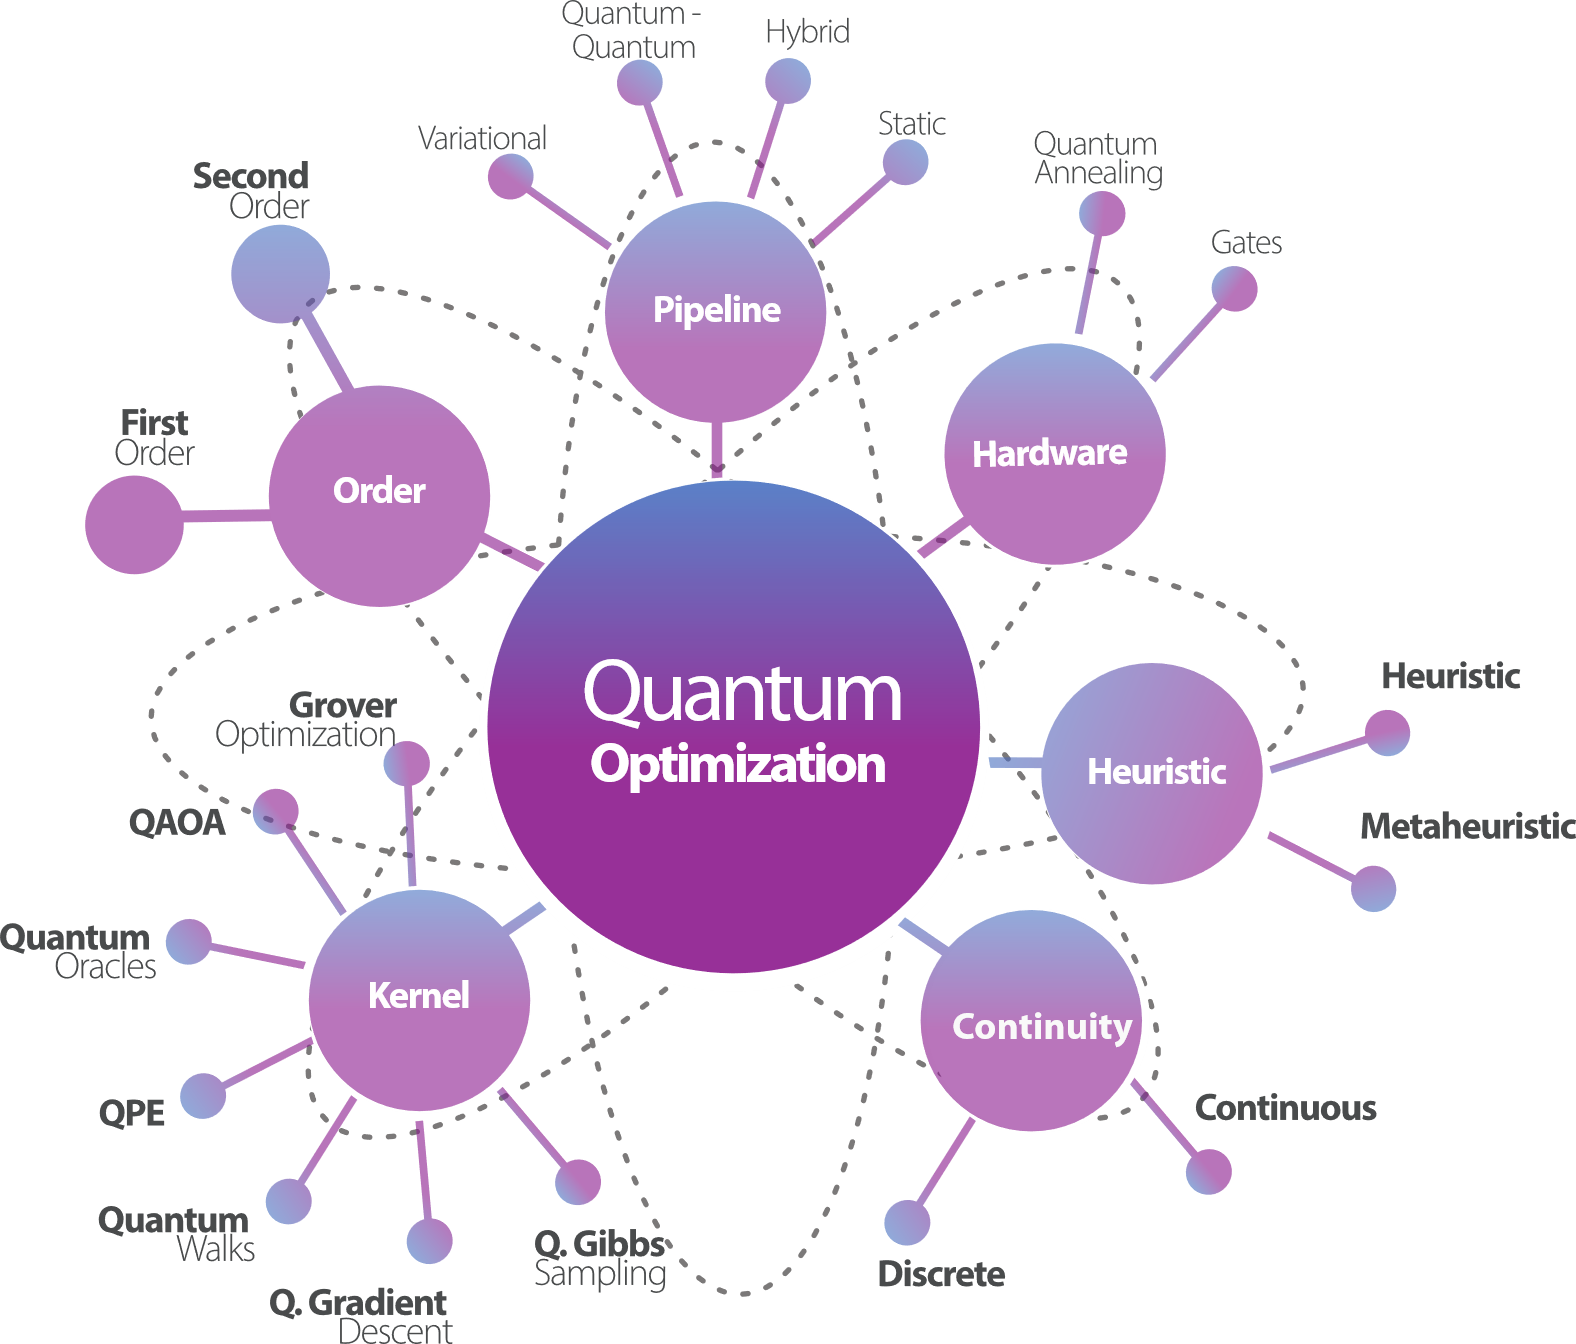 Quantum -
Quantum
Hybrid
Variational
Static
Quantum
Annealing
Gates
Second
Order
Pipeline
First
Order
Order
Hardware
Quantum
Optimization
Heuristic
Heuristic
Metaheuristic
Grover
Optimization
QAOA
Quantum
Oracles
Kernel
QPE
Quantum
Walks
Q. Gradient
Descent
Q. Gibbs
Sampling
Continuity
Continuous
Discrete